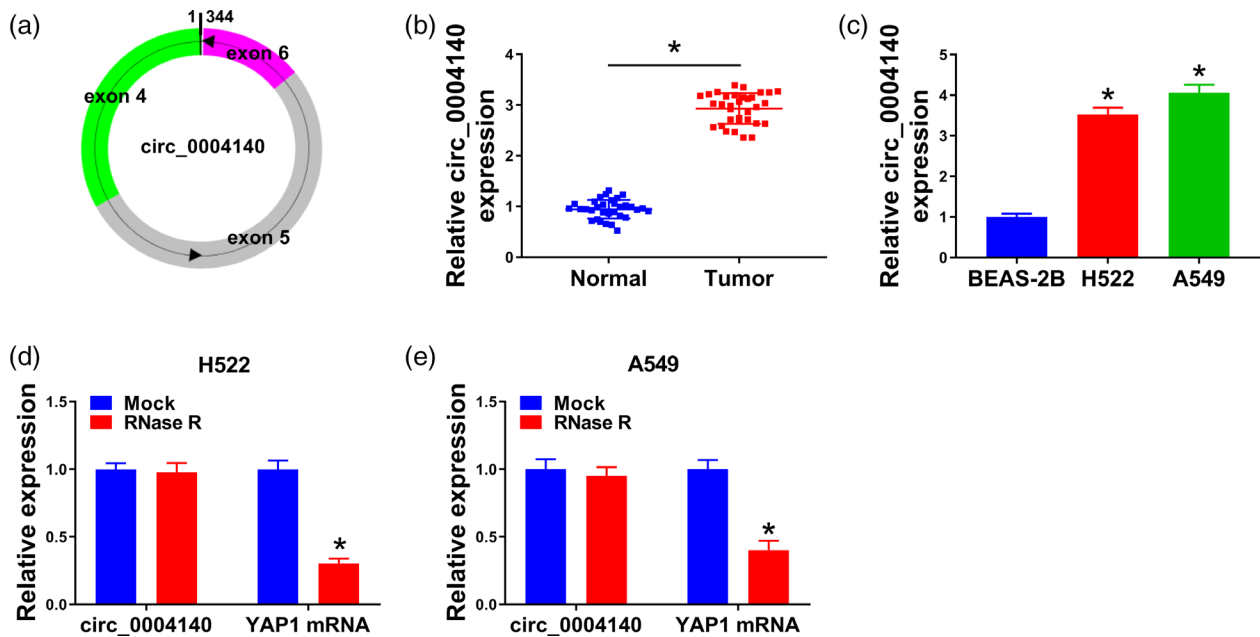 (a)
1 344
exon 6
exon 4
circ_0004140
exon 5
(b)
Relative circ_0004140
expression
4
3
2
1
0
*
Normal Tumor
(c)
Relative circ_0004140
expression
5
4
3
2
1
0
*
*
BEAS-2B H522 A549
(d)
H522
Relative expression
1.5
1.0
0.5
0.0
Mock
RNase R
*
circ_0004140 YAP1 mRNA
(e)
A549
Relative expression
1.5
1.0
0.5
0.0
Mock
RNase R
*
circ_0004140 YAP1 mRNA